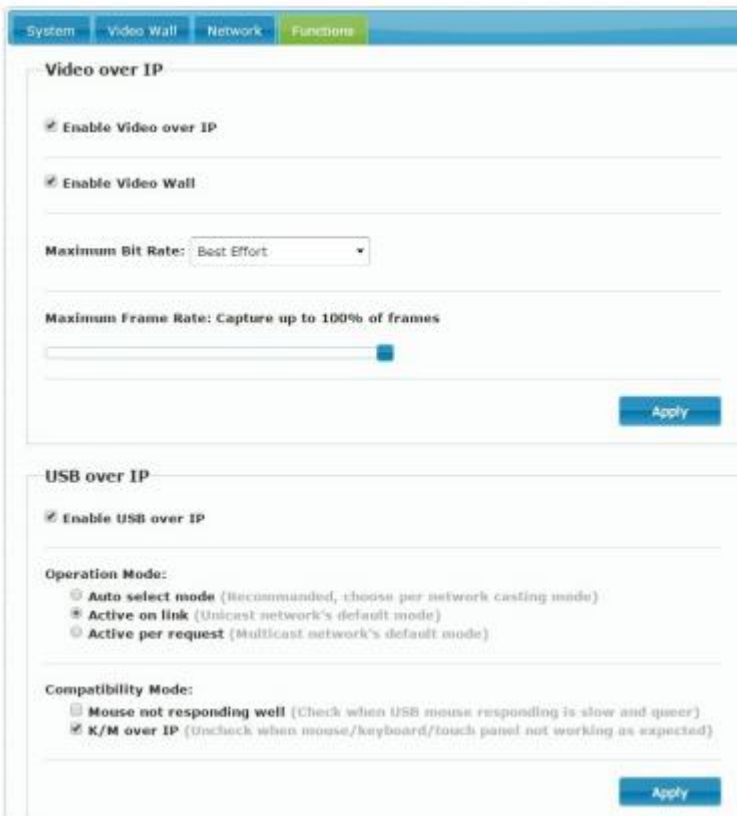 System Video Wall Network Functions
Video over IP
Enable Video over IP
Enable Video Wall
Maximum Bit Rate: Best Effort
Maximum Frame Rate: Capture up to 100% of frames
Apply
USB over IP
Enable USB over IP
Operation Mode:
Auto select mode (Recommanded, choose per network casting mode)
Active on link (Unicast network's default mode)
Active per request (Multicast network's default mode)
Compatibility Mode:
Mouse not responding well (Check when USB mouse responding is slow and queer)
K/M over IP (Uncheck when mouse/keyboard/touch panel not working as expected)
Apply